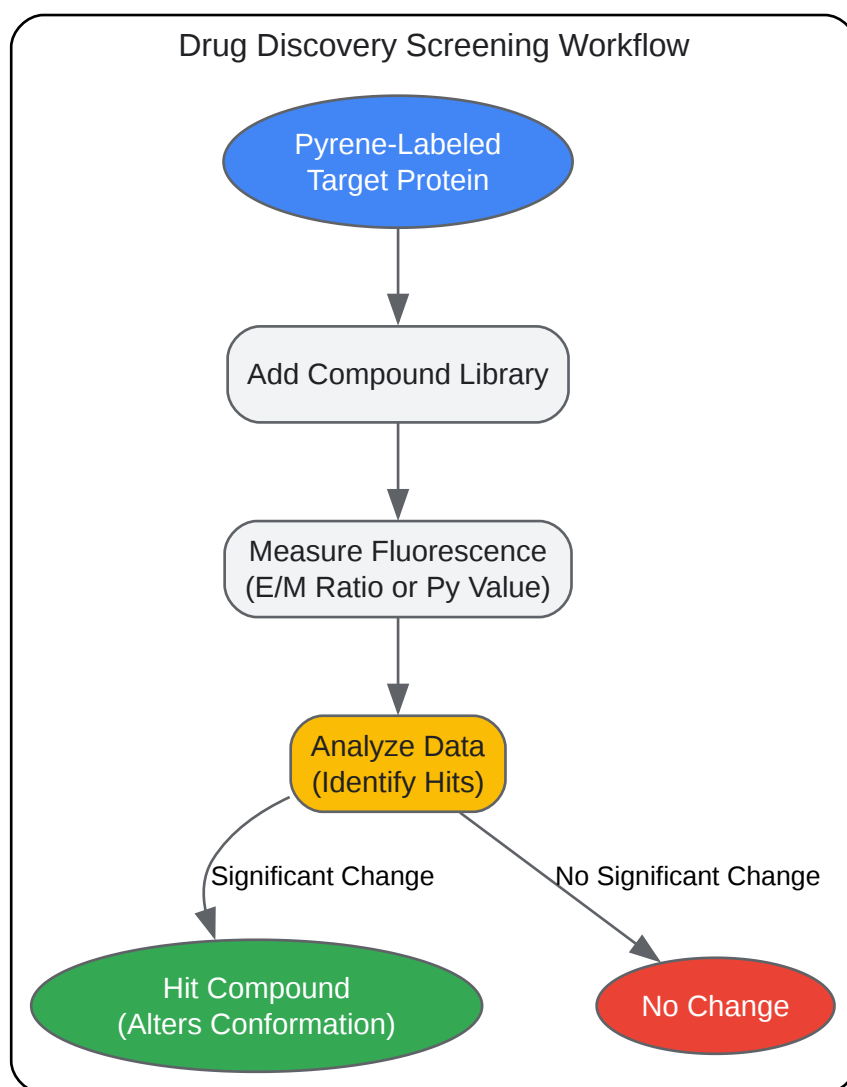 Drug Discovery Screening Workflow
Pyrene-Labeled
Target Protein
Add Compound Library
Measure Fluorescence
(E/M Ratio or Py Value)
Analyze Data
(Identify Hits)
Significant Change
No Significant Change
Hit Compound
(Alters Conformation)
No Change